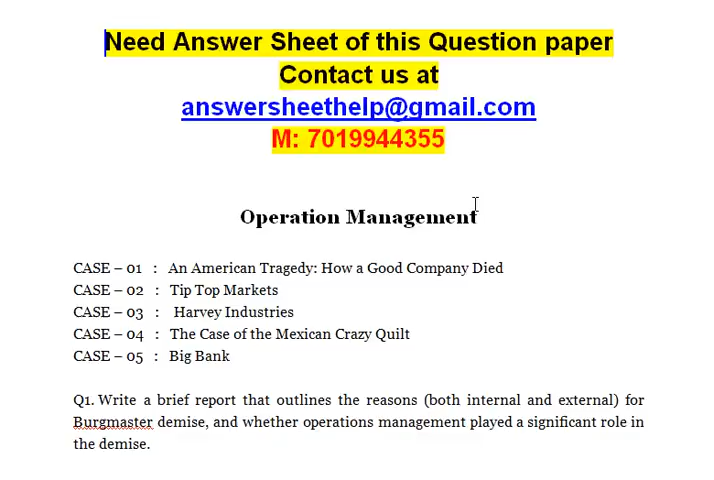 Need Answer Sheet of this Question paper
Contact us at
answersheethelp@gmail.com
M: 7019944355
Operation Management
CASE – 01 : An American Tragedy: How a Good Company Died
CASE – 02 : Tip Top Markets
CASE – 03 : Harvey Industries
CASE – 04 : The Case of the Mexican Crazy Quilt
CASE – 05 : Big Bank
Q1. Write a brief report that outlines the reasons (both internal and external) for
Burgmaster demise, and whether operations management played a significant role in
the demise.